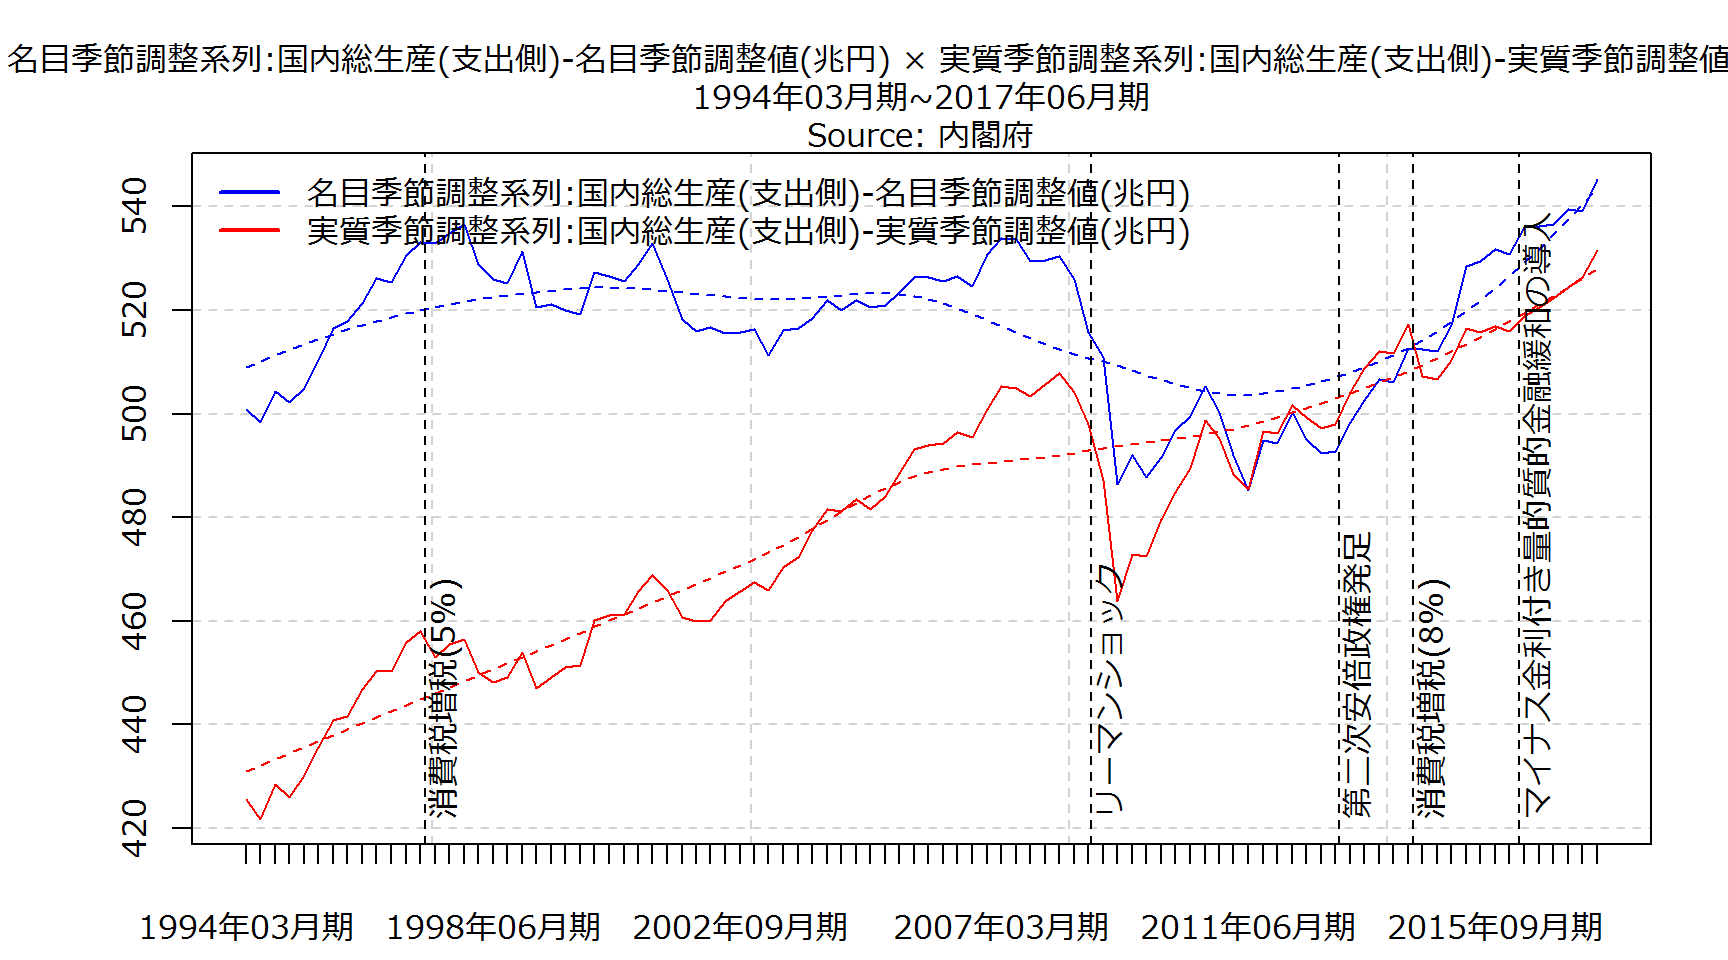 名目季節調整系列:国内総生産(支出側)-名目季節調整値(兆円) × 実質季節調整系列:国内総生産(支出側)-実質季節調整値
1994年03月期~2017年06月期
Source: 内閣府
名目季節調整系列:国内総生産(支出側)-名目季節調整値(兆円)
実質季節調整系列:国内総生産(支出側)-実質季節調整値(兆円)
540
520
500
480
460
440
420
消費税増税(5%)
リーマンショック
第二次安倍政権発足
消費税増税(8%)
マイナス金利付き量的質的金融緩和の導入
1994年03月期
1998年06月期
2002年09月期
2007年03月期
2011年06月期
2015年09月期